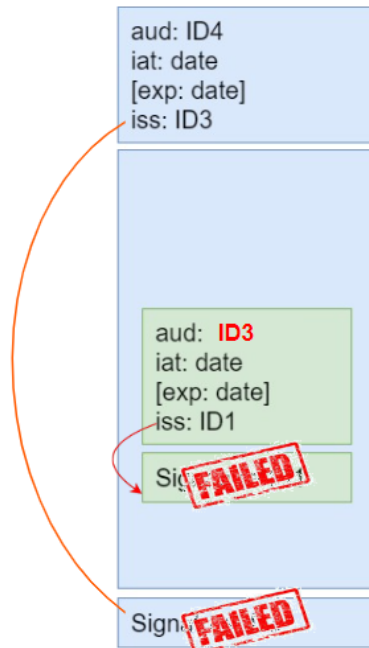 aud: ID4
iat: date
[exp: date]
iss: ID3
aud: ID3
iat: date
[exp: date]
iss: ID1
FAILED
FAILED